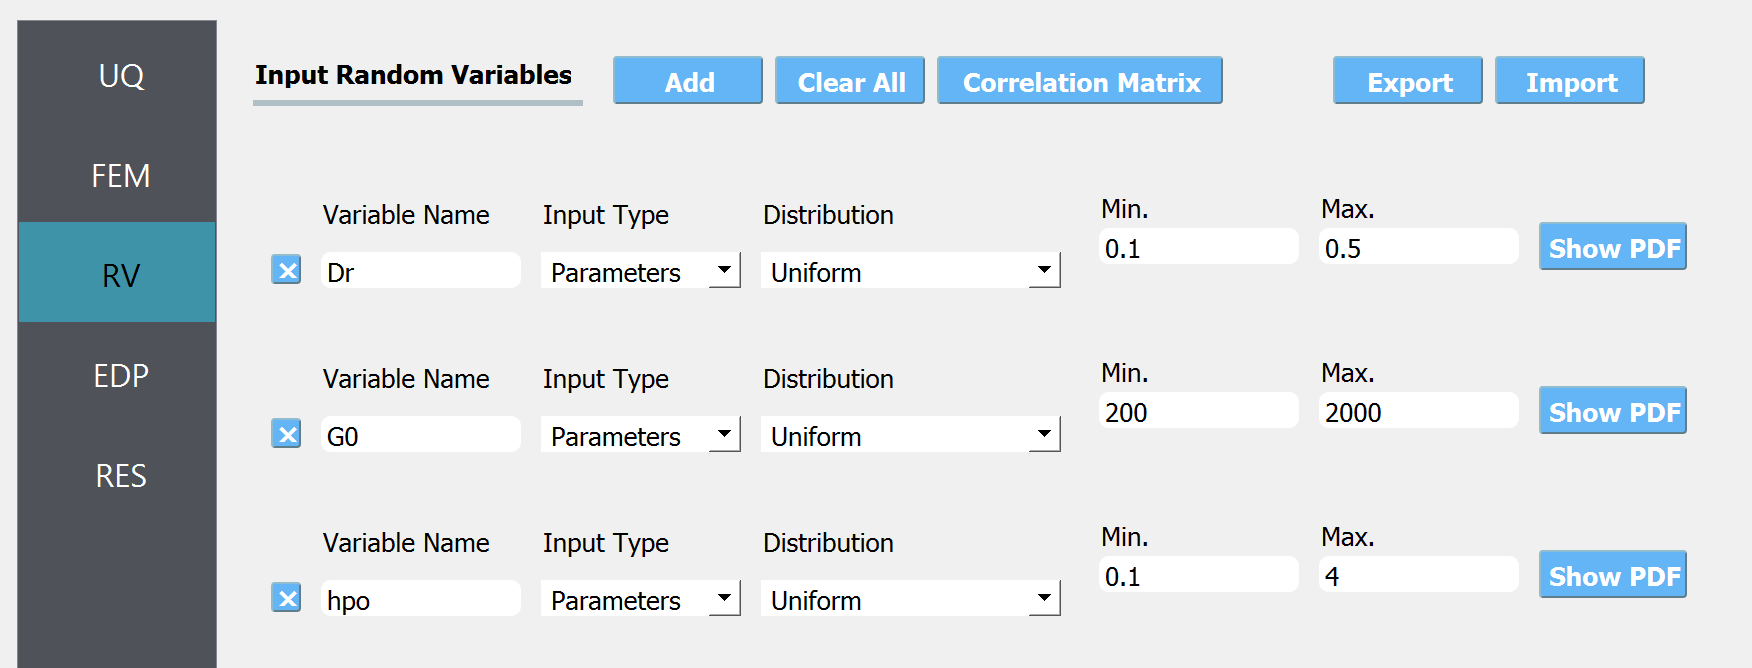 UQ
FEM
RV
EDP
RES
Input Random Variables Add Clear All Correlation Matrix Export Import
Variable Name Input Type Distribution Min. Max.
Dr Parameters Uniform 0.1 0.5 Show PDF
Variable Name Input Type Distribution Min. Max.
G0 Parameters Uniform 200 2000 Show PDF
Variable Name Input Type Distribution Min. Max.
hpo Parameters Uniform 0.1 4 Show PDF